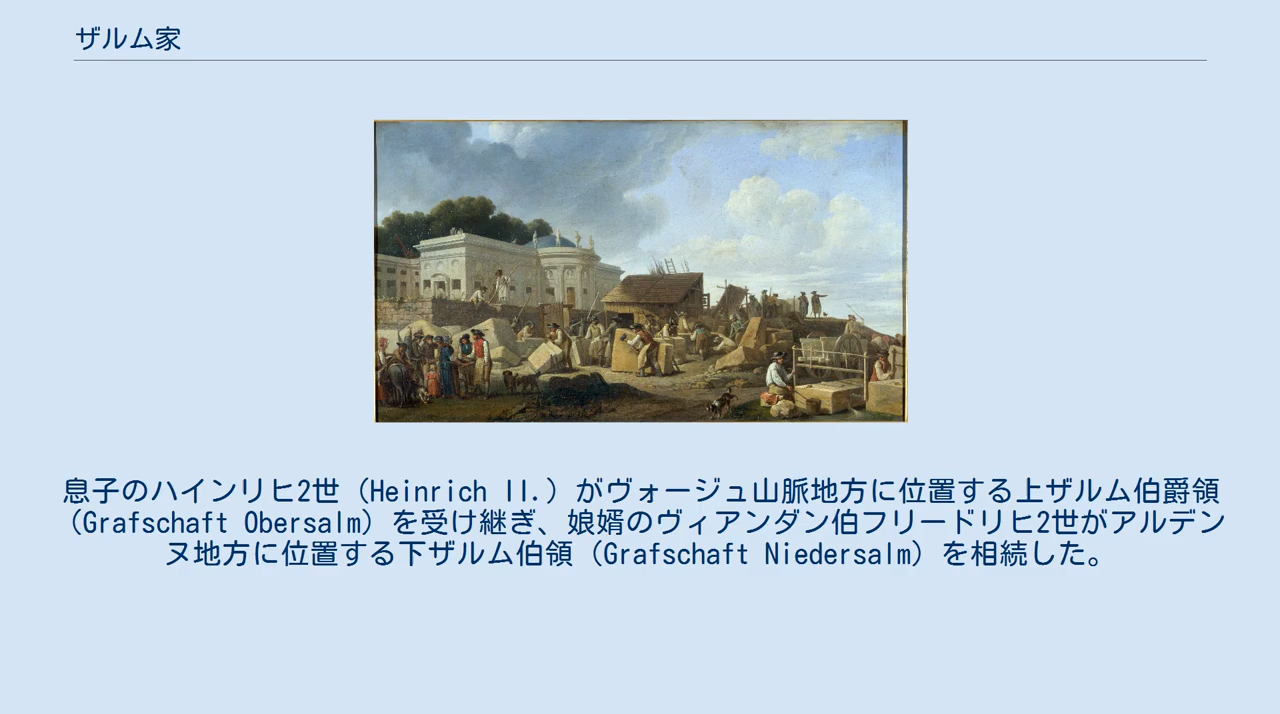 ザルム家
息子のハインリヒ2世（Heinrich II.）がヴォージュ山脈地方に位置する上ザルム伯爵領
（Grafschaft Obersalm）を受け継ぎ、娘婿のヴィアンダン伯フリードリヒ2世がアルデン
ヌ地方に位置する下ザルム伯領（Grafschaft Niedersalm）を相続した。